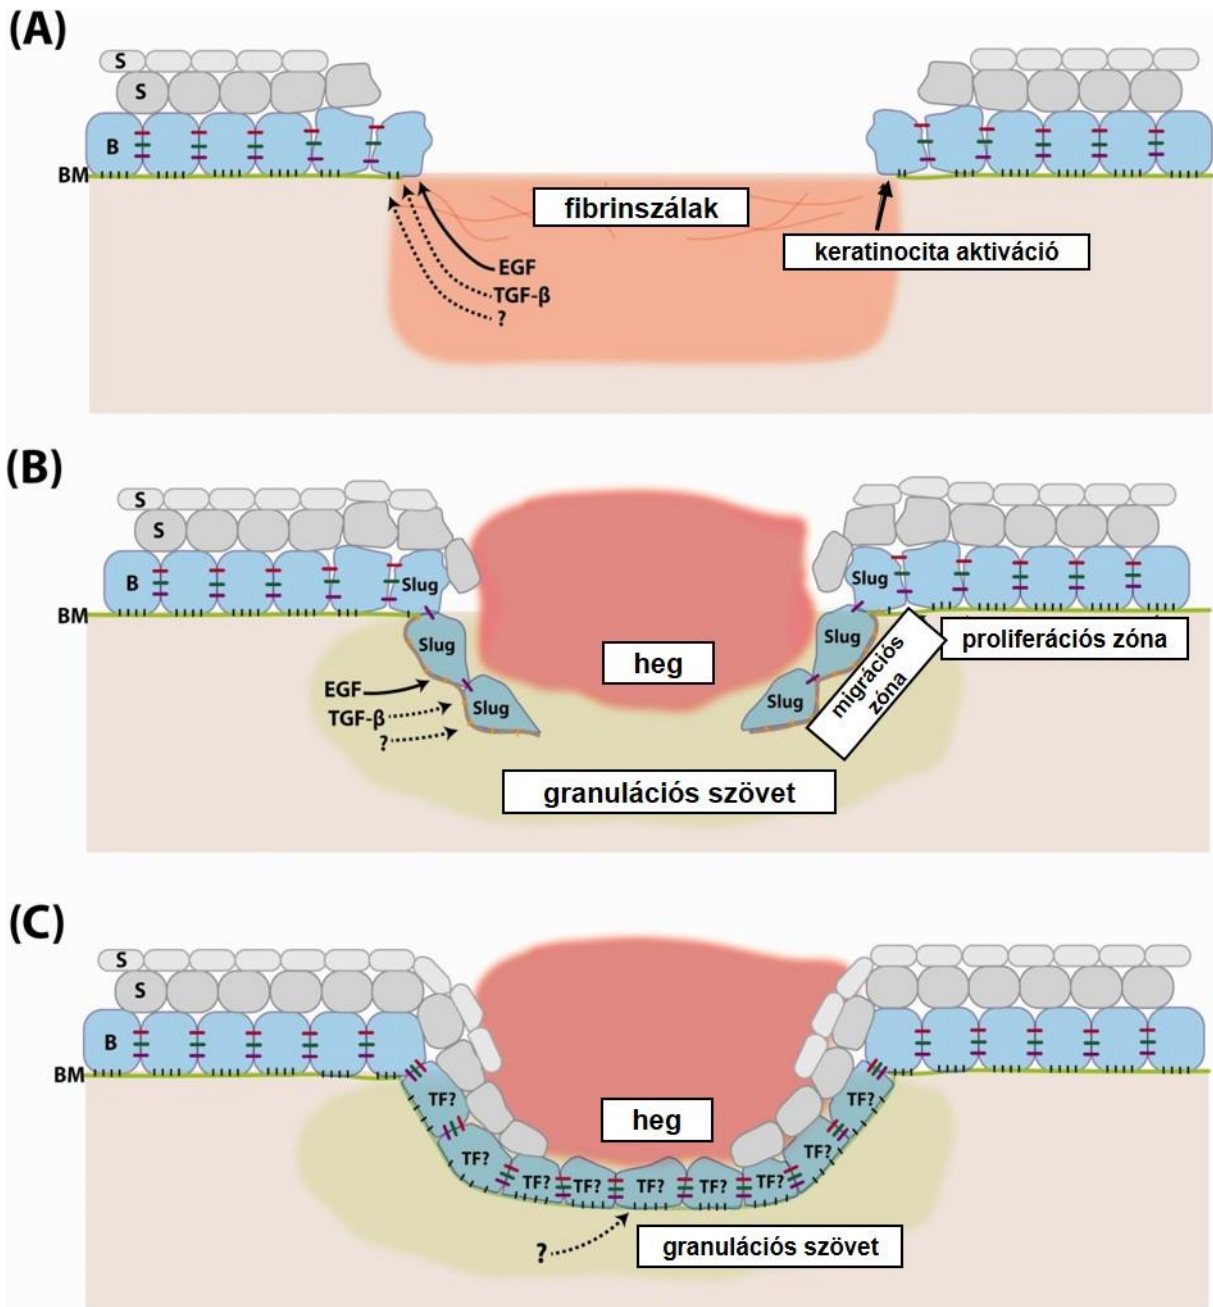 (A)
S
S
B
BM
fibrinszálak
keratinocita aktiváció
EGF
TGF-β
?
(B)
S
S
B
Slug
Slug
BM
Slug
Slug
heg
proliferációs zóna
migrációs
zóna
EGF
Slug
Slug
TGF-β
?
granulációs szövet
(C)
S
S
B
BM
TF?
TF?
heg
TF?
TF?
TF?
TF?
TF?
TF?
TF?
?
granulációs szövet